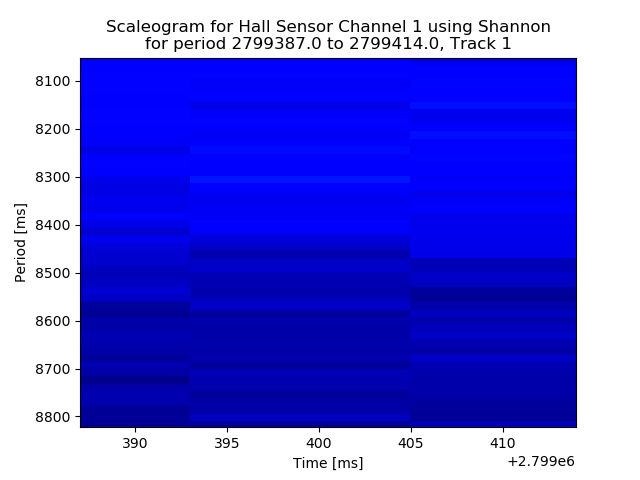 Scaleogram for Hall Sensor Channel 1 using Shannon
for period 2799387.0 to 2799414.0, Track 1
8100
8200
8300
8400
8500
8600
8700
8800
Period [ms]
390 395 400 405 410
Time [ms]
+2.799e6